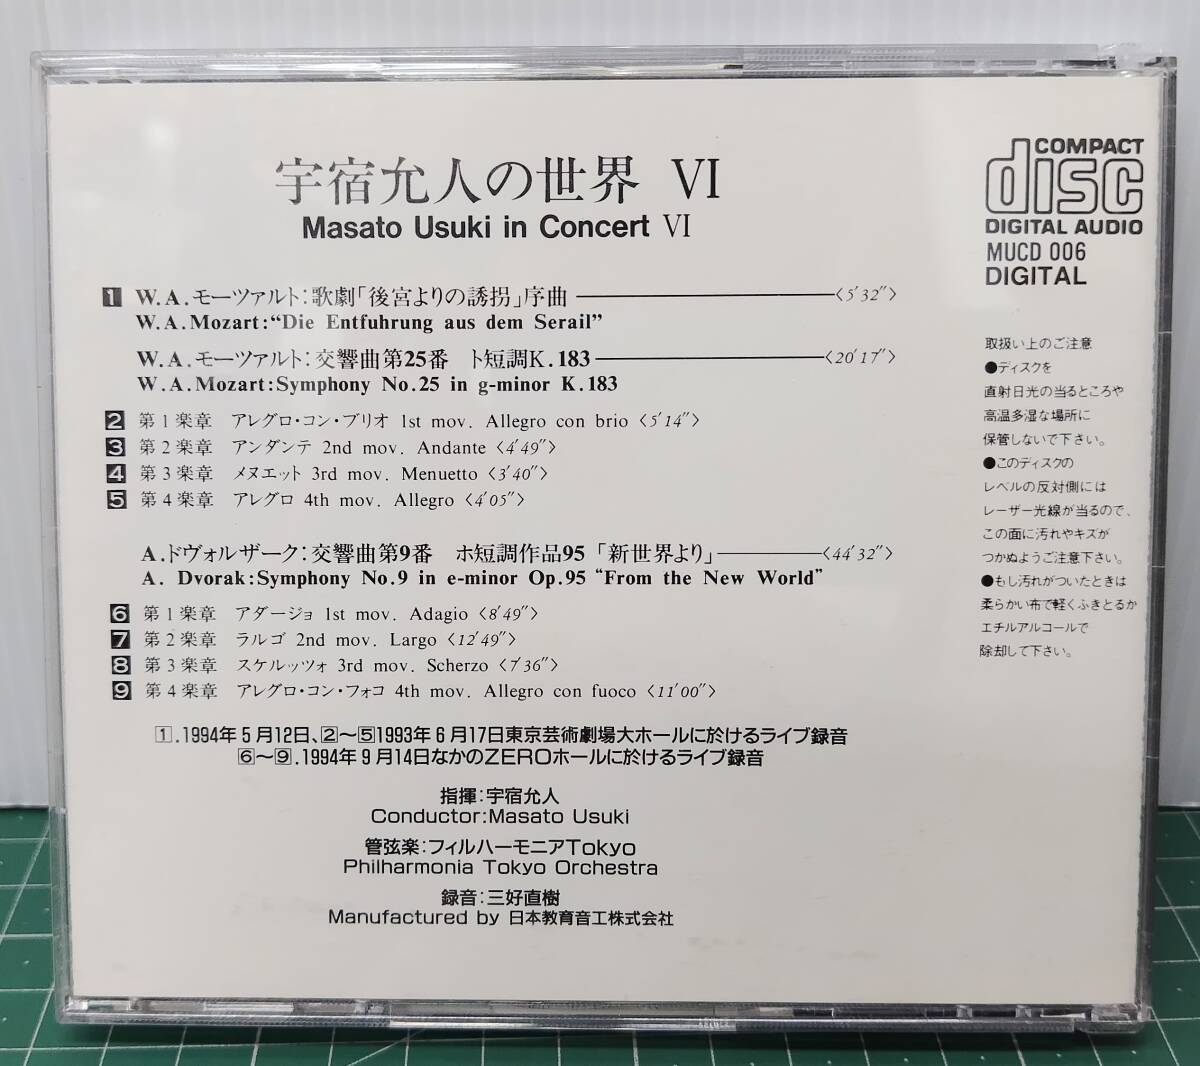 宇宿允人の世界 VI
Masato Usuki in Concert VI
1 W.A.モーツァルト:歌劇「後宮よりの誘拐」序曲 〈5′32″〉
W.A.Mozart:“Die Entfuhrung aus dem Serail”
W.A.モーツァルト:交響曲第25番 ト短調K.183 〈20′17″〉
W.A.Mozart:Symphony No.25 in g-minor K.183
2 第1楽章 アレグロ・コン・ブリオ 1st mov. Allegro con brio 〈5′14″〉
3 第2楽章 アンダンテ 2nd mov. Andante 〈4′49″〉
4 第3楽章 メヌエット 3rd mov. Menuetto 〈3′40″〉
5 第4楽章 アレグロ 4th mov. Allegro 〈4′05″〉
A.ドヴォルザーク:交響曲第9番 ホ短調作品95「新世界より」 〈44′32″〉
A. Dvorak:Symphony No.9 in e-minor Op.95 “From the New World”
6 第1楽章 アダージョ 1st mov. Adagio 〈8′49″〉
7 第2楽章 ラルゴ 2nd mov. Largo 〈12′49″〉
8 第3楽章 スケルッツォ 3rd mov. Scherzo 〈7′36″〉
9 第4楽章 アレグロ・コン・フォコ 4th mov. Allegro con fuoco 〈11′00″〉
1.1994年5月12日、2〜5 1993年6月17日東京芸術劇場大ホールに於けるライブ録音
6〜9.1994年9月14日なかのZEROホールに於けるライブ録音
指揮:宇宿允人
Conductor:Masato Usuki
管弦楽:フィルハーモニアTokyo
Philharmonia Tokyo Orchestra
録音:三好直樹
Manufactured by 日本教育音工株式会社
COMPACT
disc
DIGITAL AUDIO
MUCD 006
DIGITAL
取扱い上のご注意
●ディスクを
直射日光の当るところや
高温多湿な場所に
保管しないで下さい。
●このディスクの
レベルの反対側には
レーザー光線が当るので、
この面に汚れやキズが
つかぬようご注意下さい。
●もし汚れがついたときは
柔らかい布で軽くふきとるか
エチルアルコールで
除却して下さい。